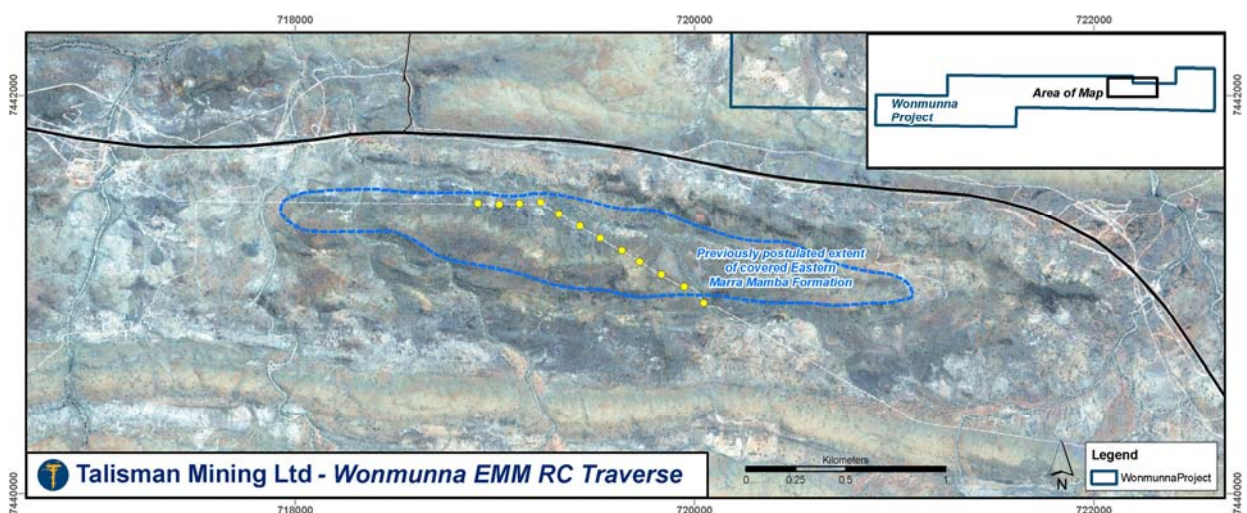 718000
720000
722000
7442000
7442000
Wonmunna
Project
Area of Map
Previously postulated extent
of covered Eastern
Marra Mamba Formation
Talisman Mining Ltd - Wonmunna EMM RC Traverse
Kilometers
0 0.25 0.5 1
N
Legend
WonmunnaProject
7440000
7440000
718000
720000
722000